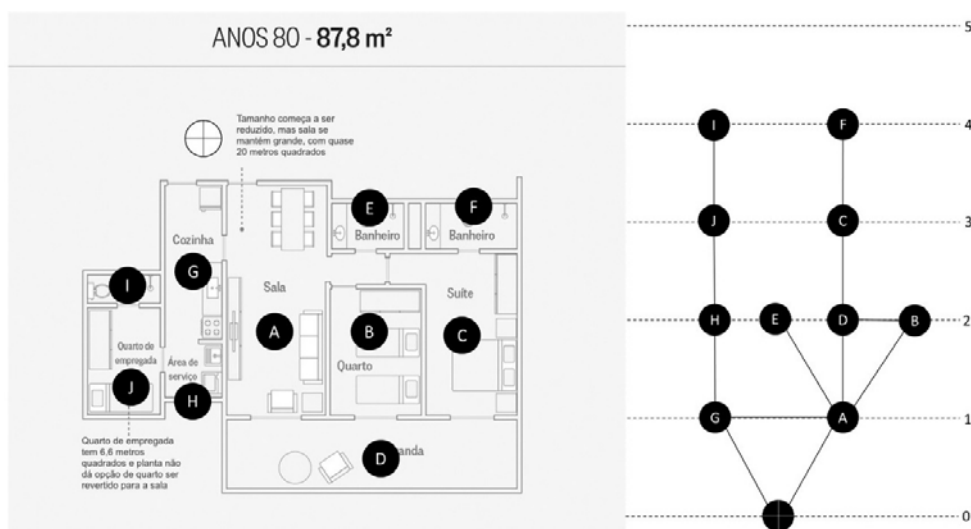 ANOS 80 - 87,8 m²
Tamanho começa a ser
reduzido, mas sala se
mantém grande, com quase
20 metros quadrados
E
F
Banheiro
Banheiro
Cozinha
G
I
Sala
Suíte
A
B
C
Quarto de
empregada
Área de
serviço
Quarto
J
H
D
anda
Quarto de empregada
tem 6,6 metros
quadrados e planta não
dá opção de quarto ser
revertido para a sala
5
I
F
4
J
C
3
H
E
D
B
2
G
A
1
0